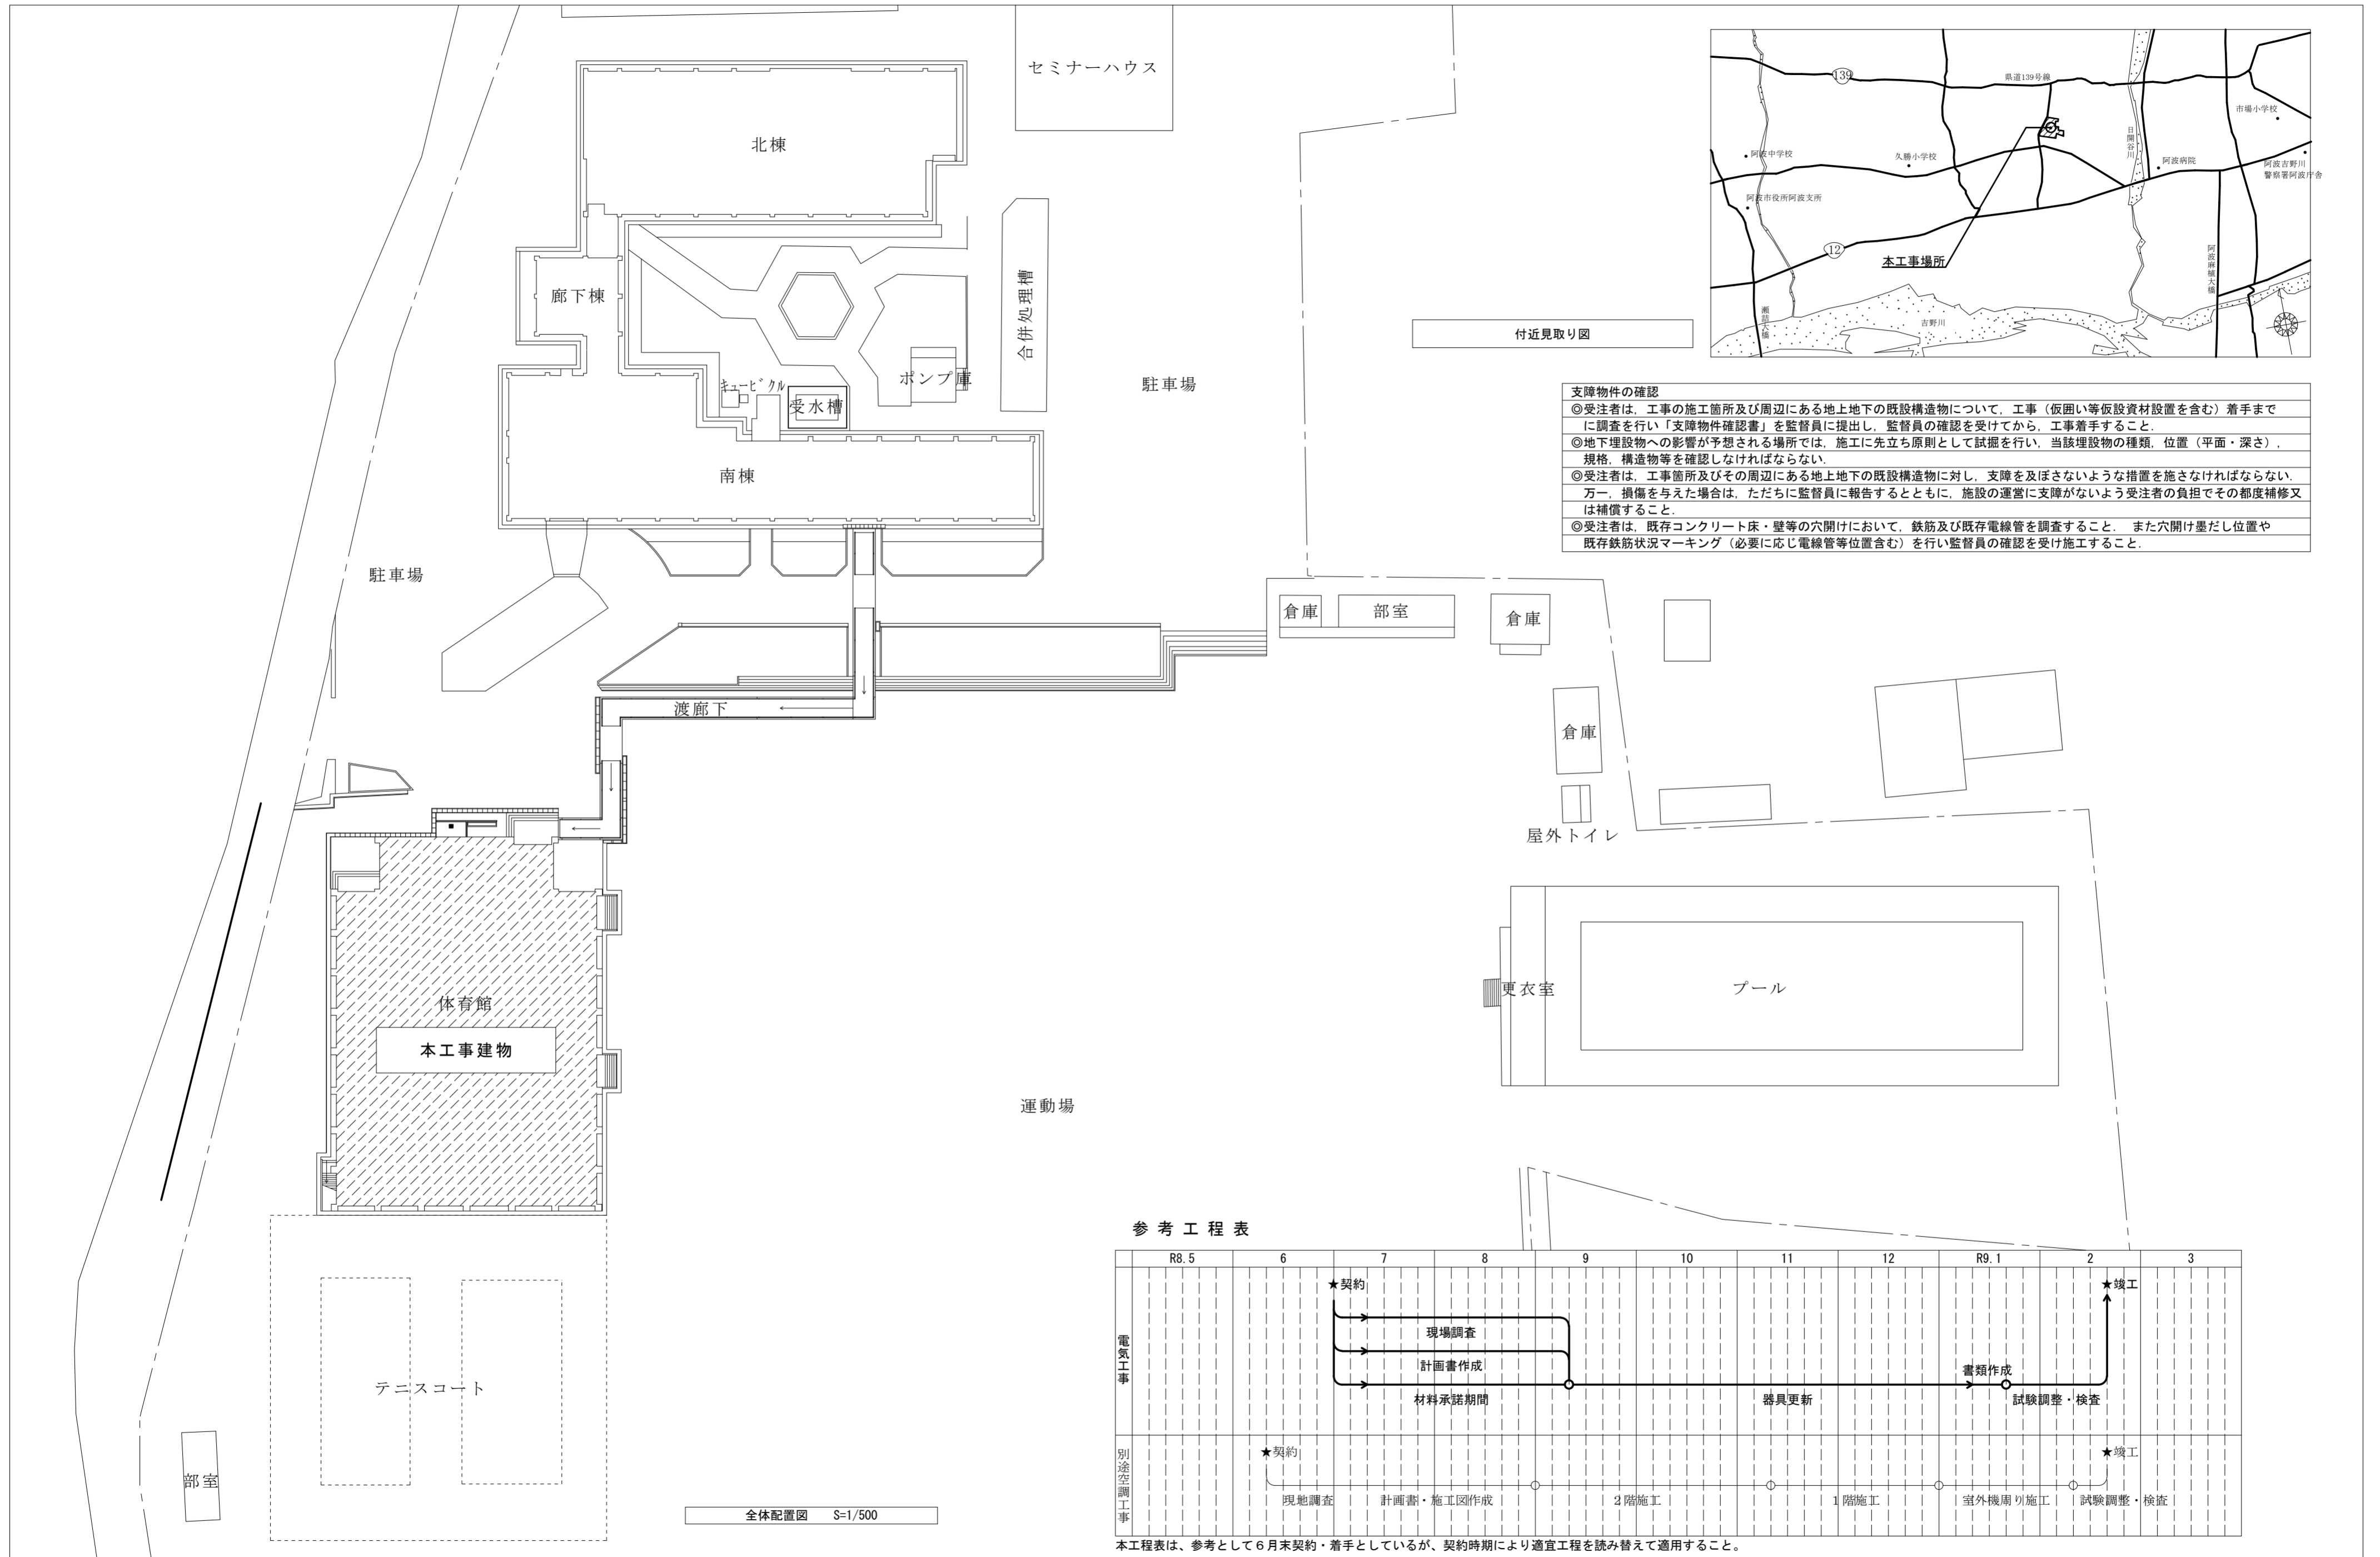 セミナーハウス
北棟
廊下棟
合併処理槽
キュービクル
受水槽
ポンプ庫
駐車場
南棟
駐車場
倉庫
部室
倉庫
渡廊下
倉庫
屋外トイレ
体育館
本工事建物
更衣室
プール
運動場
テニスコート
部室
全体配置図 S=1/500
139
県道139号線
市場小学校
日開谷川
阿波中学校
久勝小学校
阿波病院
阿波吉野川
警察署阿波庁舎
阿波市役所阿波支所
12
本工事場所
阿波麻植大橋
瀬詰大橋
吉野川
付近見取り図
支障物件の確認
◎受注者は，工事の施工箇所及び周辺にある地上地下の既設構造物について，工事（仮囲い等仮設資材設置を含む）着手まで
に調査を行い「支障物件確認書」を監督員に提出し，監督員の確認を受けてから，工事着手すること．
◎地下埋設物への影響が予想される場所では，施工に先立ち原則として試掘を行い，当該埋設物の種類，位置（平面・深さ），
規格，構造物等を確認しなければならない．
◎受注者は，工事箇所及びその周辺にある地上地下の既設構造物に対し，支障を及ぼさないような措置を施さなければならない．
万一，損傷を与えた場合は，ただちに監督員に報告するとともに，施設の運営に支障がないよう受注者の負担でその都度補修又
は補償すること．
◎受注者は，既存コンクリート床・壁等の穴開けにおいて，鉄筋及び既存電線管を調査すること． また穴開け墨だし位置や
既存鉄筋状況マーキング（必要に応じ電線管等位置含む）を行い監督員の確認を受け施工すること．
参考工程表
R8.5 6 7 8 9 10 11 12 R9.1 2 3
電気工事
★契約
★竣工
現場調査
計画書作成
材料承諾期間
器具更新
書類作成
試験調整・検査
別途空調工事
★契約
★竣工
現地調査
計画書・施工図作成
２階施工
１階施工
室外機周り施工
試験調整・検査
本工程表は、参考として６月末契約・着手としているが、契約時期により適宜工程を読み替えて適用すること。